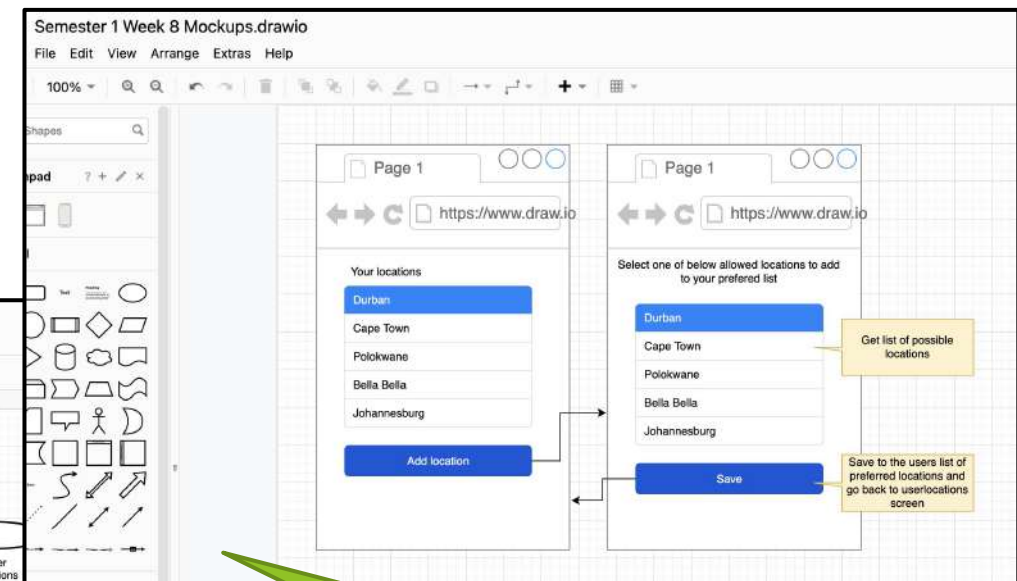 Semester 1 Week 8 Mockups.drawio
File Edit View Arrange Extras Help
100%
Shapes
?
Text
Page 1
https://www.draw.io
Your locations
Durban
Cape Town
Polokwane
Bella Bella
Johannesburg
Add location
Page 1
https://www.draw.io
Select one of below allowed locations to add
to your prefered list
Durban
Cape Town
Polokwane
Bella Bella
Johannesburg
Save
Get list of possible
locations
Save to the users list of
preferred locations and
go back to userlocations
screen